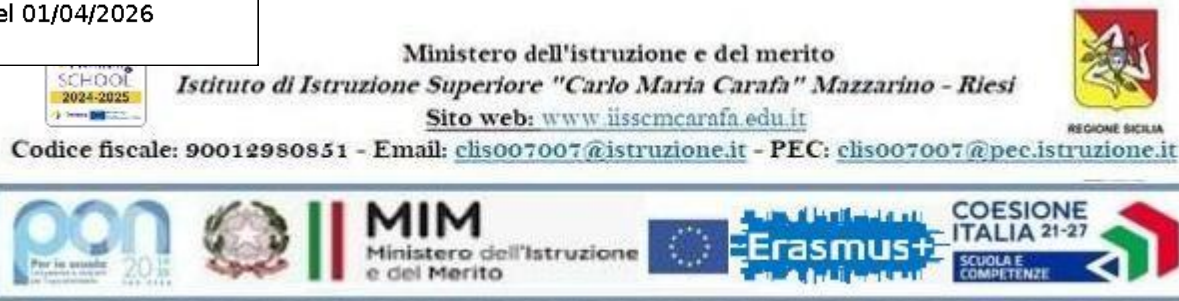 el 01/04/2026
SCHOOL
2024-2025
Ministero dell'istruzione e del merito
Istituto di Istruzione Superiore "Carlo Maria Carafa" Mazzarino - Riesi
Sito web: www.iisscmcarafa.edu.it
Codice fiscale: 90012980851 - Email: clis007007@istruzione.it - PEC: clis007007@pec.istruzione.it
REGIONE SICILIA
pon
Per la scuola
20
MIM
Ministero dell'Istruzione
e del Merito
Erasmus+
COESIONE
ITALIA 21-27
SCUOLA E
COMPETENZE